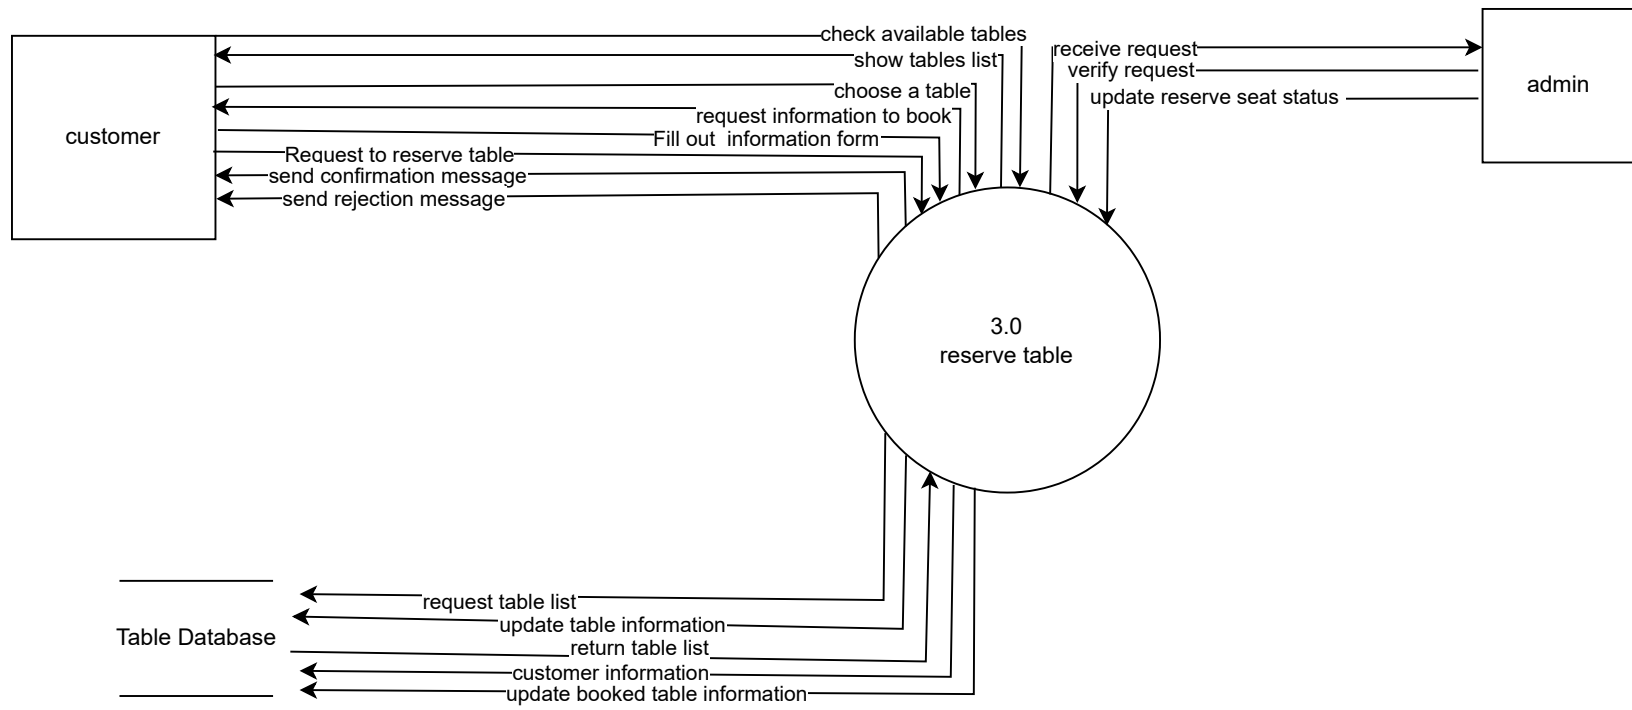 check available tables
show tables list
choose a table
request information to book
Fill out  information form
Request to reserve table
send confirmation message
send rejection message
customer
receive request
verify request
update reserve seat status
admin
3.0
reserve table
request table list
update table information
return table list
customer information
update booked table information
Table Database